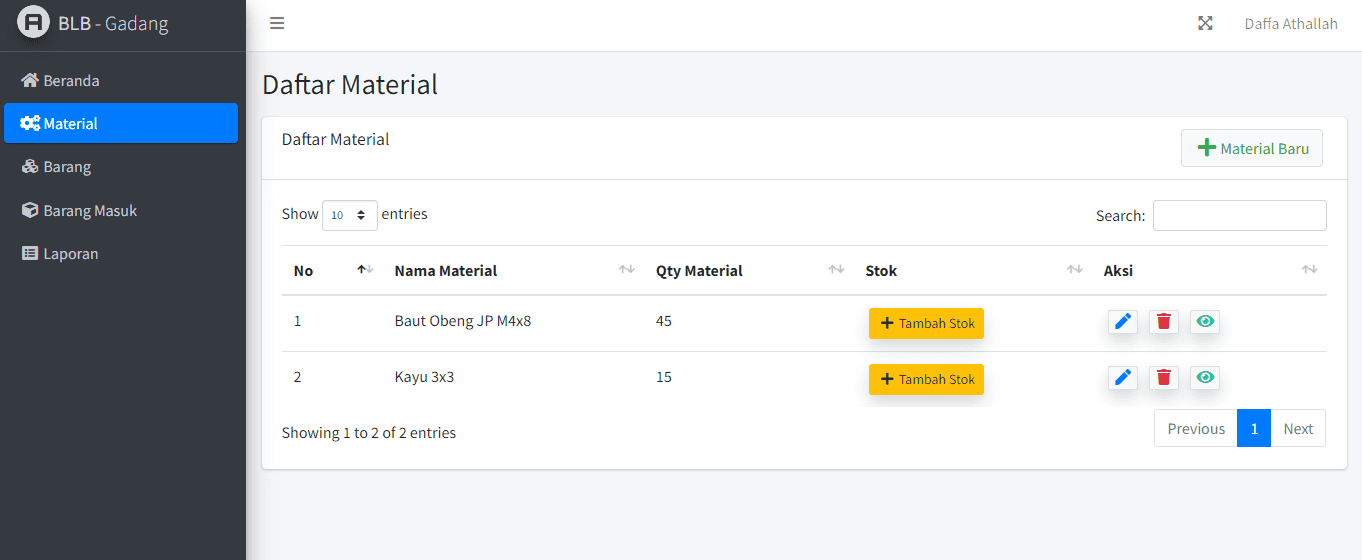 BLB - Gadang
Daffa Athallah
Beranda
Material
Barang
Barang Masuk
Laporan
Daftar Material
Daftar Material
Material Baru
Show 10 entries
Search:
No Nama Material Qty Material Stok Aksi
1 Baut Obeng JP M4x8 45 Tambah Stok
2 Kayu 3x3 15 Tambah Stok
Showing 1 to 2 of 2 entries
Previous 1 Next